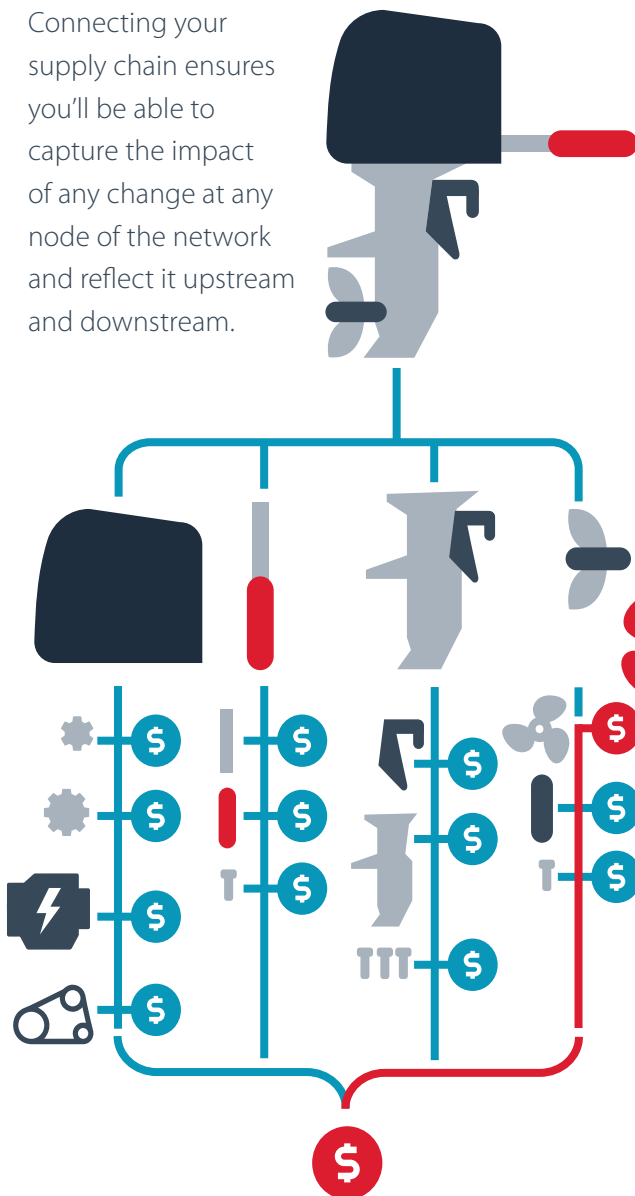 Connecting your
supply chain ensures
you'll be able to
capture the impact
of any change at any
node of the network
and reflect it upstream
and downstream.
$ $ $ $
$ $ $ $
$ $ $
$ $
$